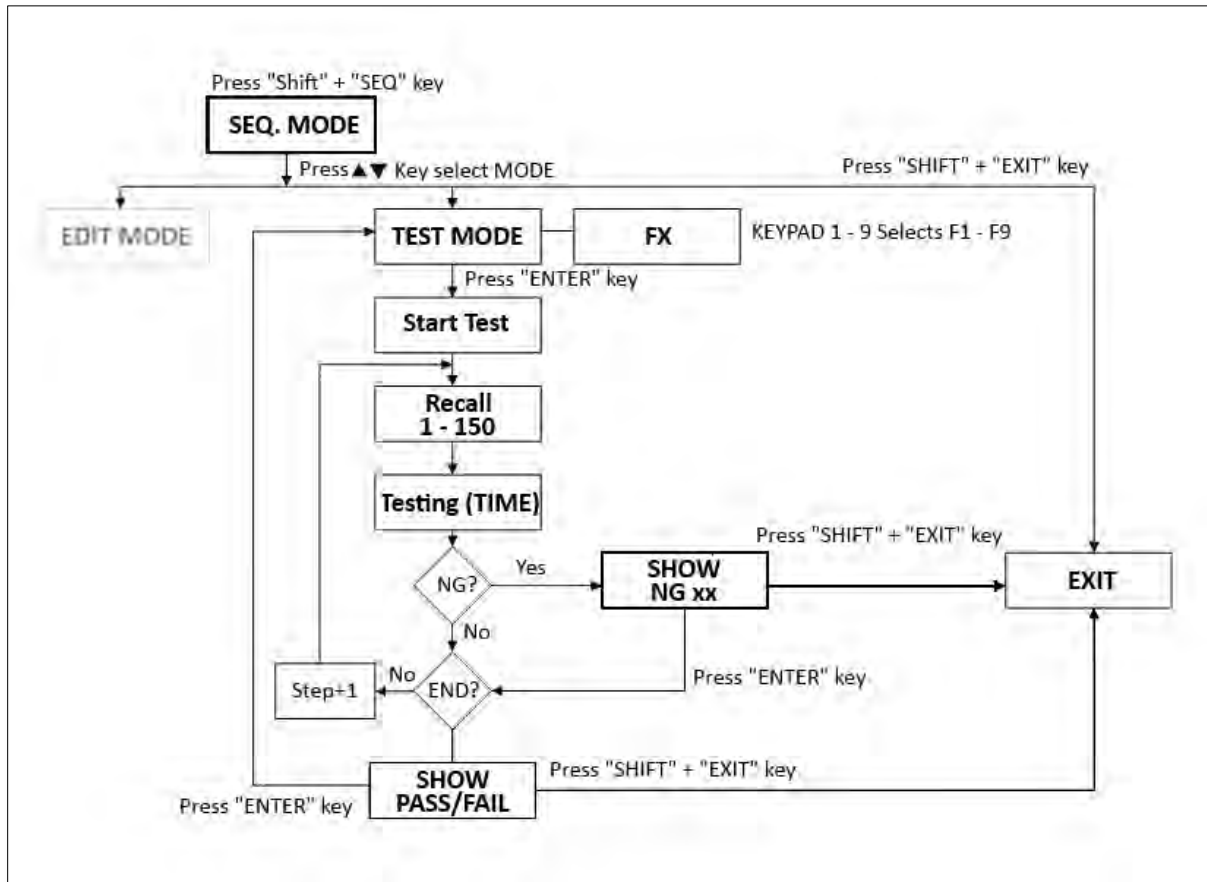 Press "Shift" + "SEQ" key
SEQ. MODE
Press▲▼ Key select MODE
Press "SHIFT" + "EXIT" key
EDIT MODE
TEST MODE
FX
KEYPAD 1 - 9 Selects F1 - F9
Press "ENTER" key
Start Test
Recall
1 - 150
Testing (TIME)
NG?
Yes
SHOW
NG xx
Press "SHIFT" + "EXIT" key
EXIT
No
Press "ENTER" key
END?
No
Step+1
SHOW
PASS/FAIL
Press "SHIFT" + "EXIT" key
Press "ENTER" key